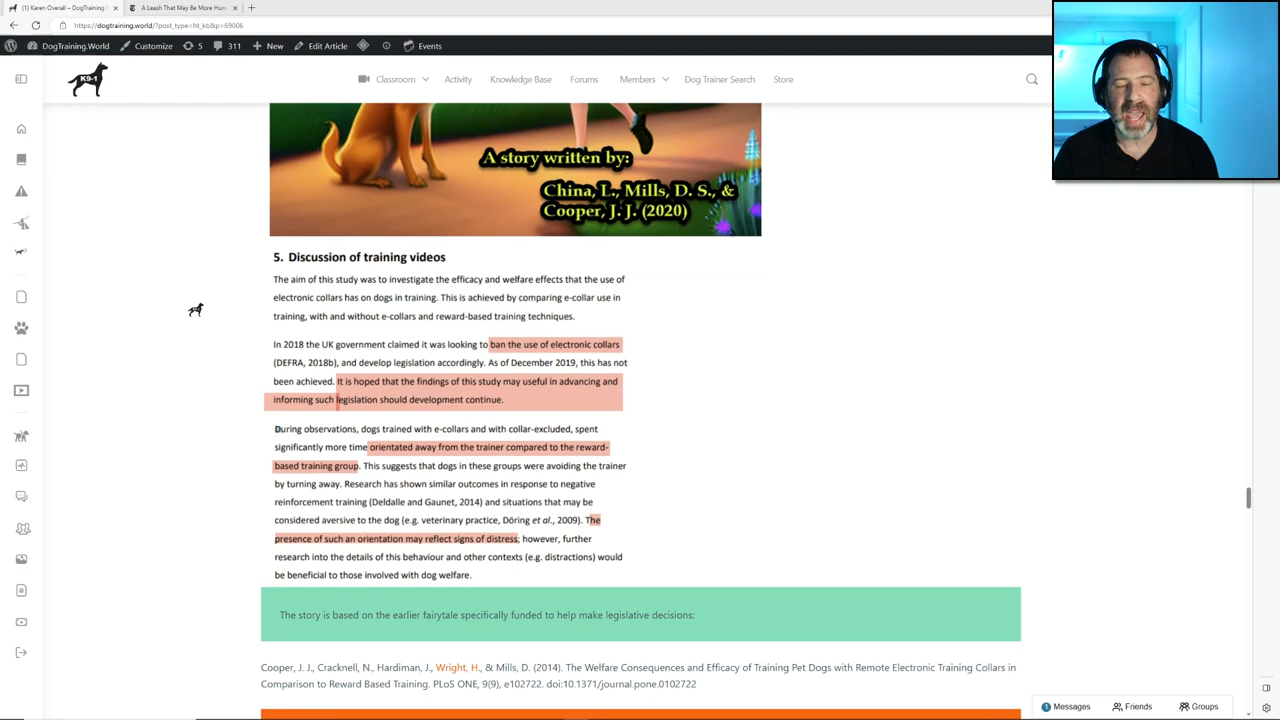 (1) Karen Overall – DogTraining
A Leash That May Be More Hum
https://dogtraining.world/?post_type=ht_kb&p=69006
DogTraining.World Customize 5 311 New Edit Article Events
K9-1
Classroom Activity Knowledge Base Forums Members Dog Trainer Search Store
A story written by:
China, L., Mills, D. S., &
Cooper, J. J. (2020)
5. Discussion of training videos
The aim of this study was to investigate the efficacy and welfare effects that the use of
electronic collars has on dogs in training. This is achieved by comparing e-collar use in
training, with and without e-collars and reward-based training techniques.
In 2018 the UK government claimed it was looking to ban the use of electronic collars
(DEFRA, 2018b), and develop legislation accordingly. As of December 2019, this has not
been achieved. It is hoped that the findings of this study may useful in advancing and
informing such legislation should development continue.
During observations, dogs trained with e-collars and with collar-excluded, spent
significantly more time orientated away from the trainer compared to the reward-
based training group. This suggests that dogs in these groups were avoiding the trainer
by turning away. Research has shown similar outcomes in response to negative
reinforcement training (Deldalle and Gaunet, 2014) and situations that may be
considered aversive to the dog (e.g. veterinary practice, Döring et al., 2009). The
presence of such an orientation may reflect signs of distress; however, further
research into the details of this behaviour and other contexts (e.g. distractions) would
be beneficial to those involved with dog welfare.
The story is based on the earlier fairytale specifically funded to help make legislative decisions:
Cooper, J. J., Cracknell, N., Hardiman, J., Wright, H., & Mills, D. (2014). The Welfare Consequences and Efficacy of Training Pet Dogs with Remote Electronic Training Collars in
Comparison to Reward Based Training. PLoS ONE, 9(9), e102722. doi:10.1371/journal.pone.0102722
1 Messages Friends Groups